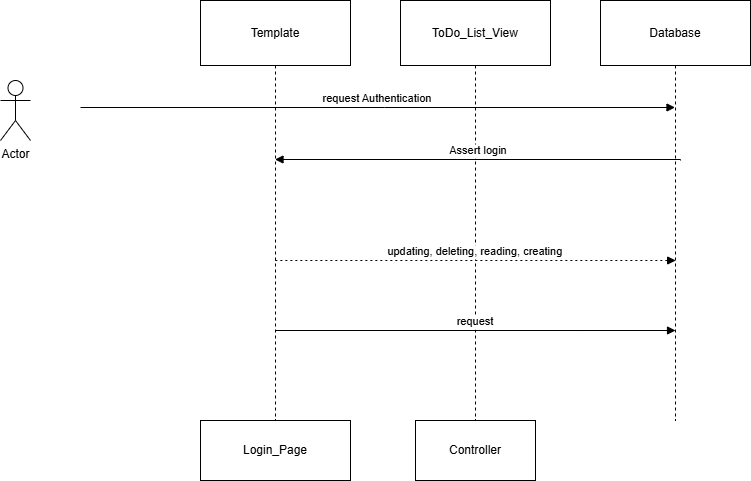 Template
ToDo_List_View
Database
request Authentication
Actor
Assert login
updating, deleting, reading, creating
request
Login_Page
Controller